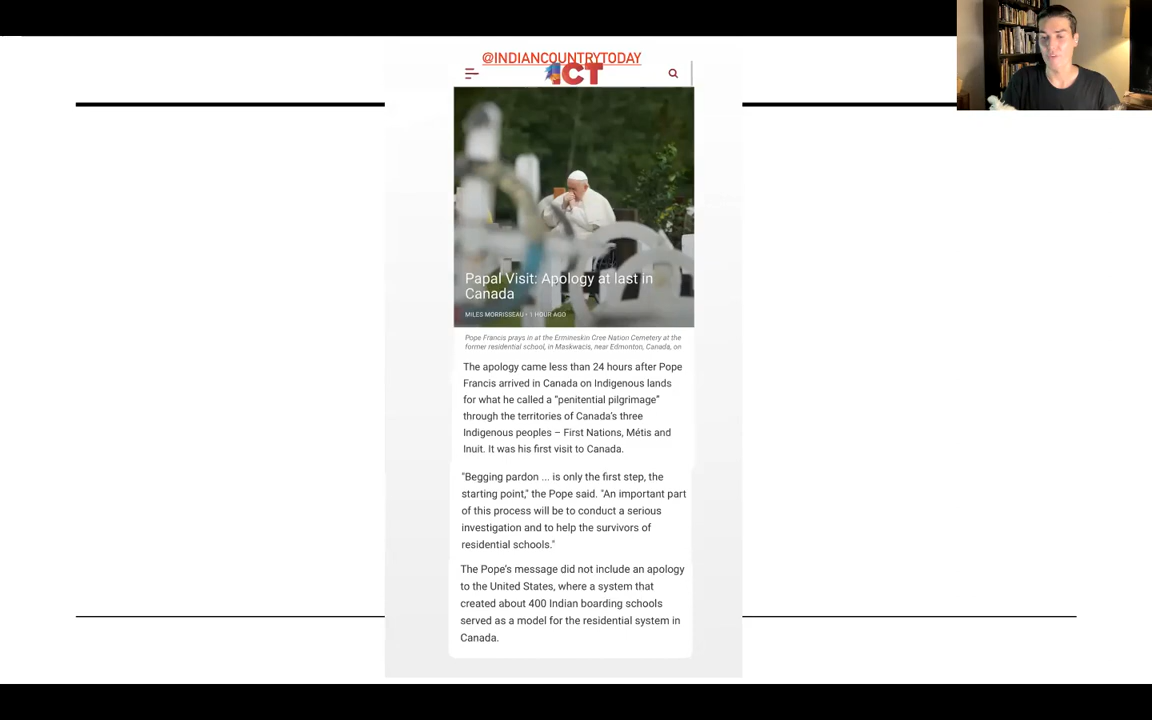 @INDIANCOUNTRYTODAY
ICT
Papal Visit: Apology at last in
Canada
MILES MORRISSEAU • 1 HOUR AGO
Pope Francis prays in at the Ermineskin Cree Nation Cemetery at the
former residential school, in Maskwacis, near Edmonton, Canada, on
The apology came less than 24 hours after Pope
Francis arrived in Canada on Indigenous lands
for what he called a "penitential pilgrimage"
through the territories of Canada's three
Indigenous peoples – First Nations, Métis and
Inuit. It was his first visit to Canada.
"Begging pardon ... is only the first step, the
starting point," the Pope said. "An important part
of this process will be to conduct a serious
investigation and to help the survivors of
residential schools."
The Pope's message did not include an apology
to the United States, where a system that
created about 400 Indian boarding schools
served as a model for the residential system in
Canada.